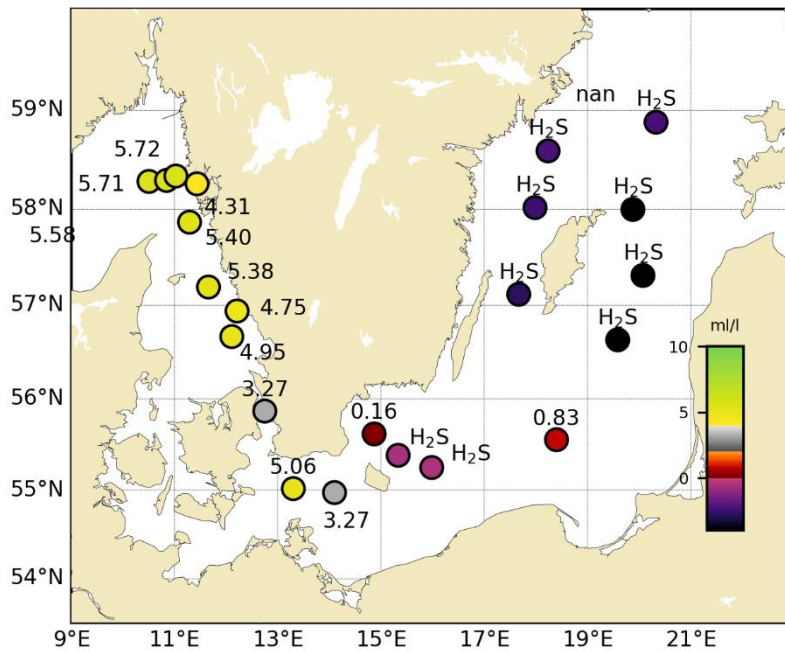 59°N
58°N
57°N
56°N
55°N
54°N
9°E
11°E
13°E
15°E
17°E
19°E
21°E
nan
H₂S
H₂S
5.72
5.71
4.31
H₂S
5.58
5.40
5.38
H₂S
4.75
H₂S
ml/l
10
4.95
3.27
0.16
0.83
5
H₂S
H₂S
5.06
0
3.27